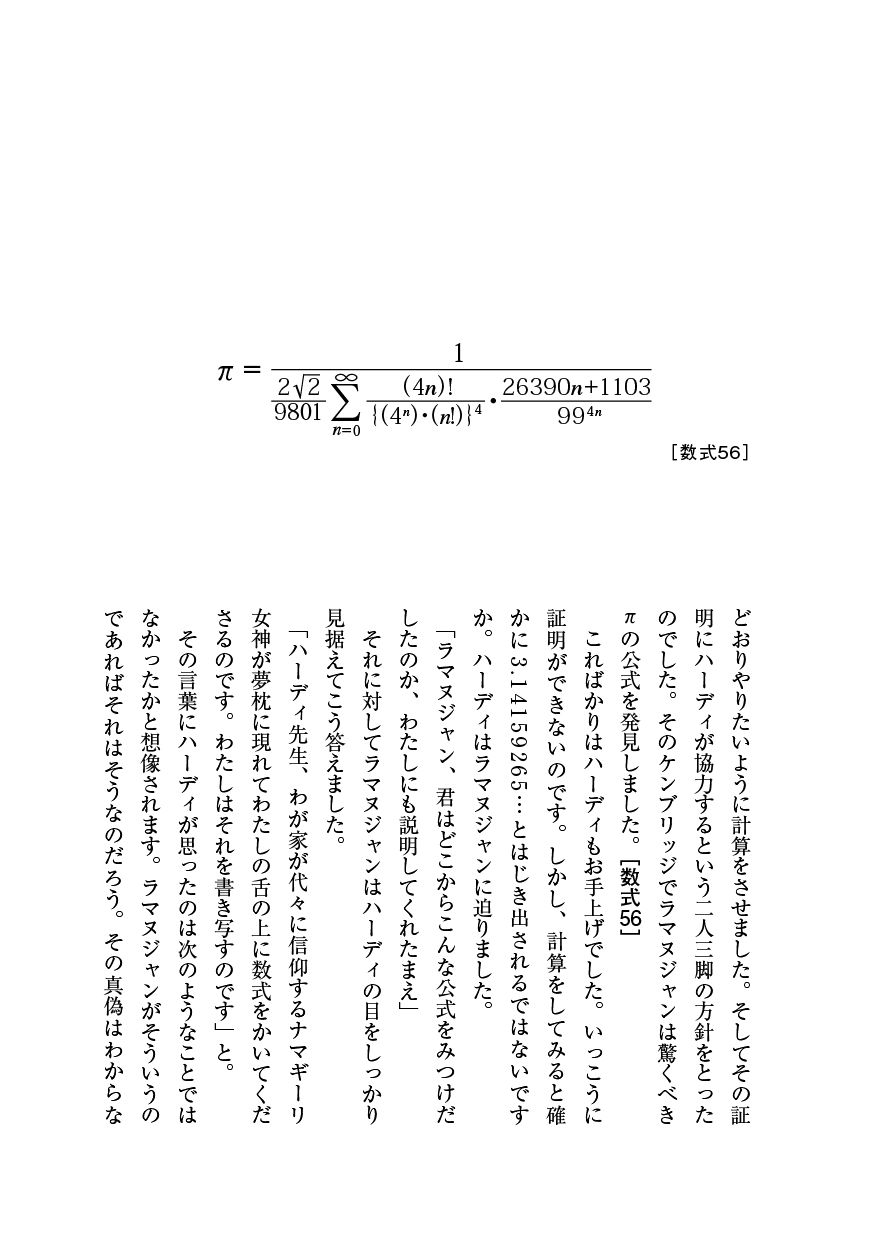 π = 1 / ( 2√2/9801 ∑_{n=0}^{∞} (4n)!/{(4ⁿ)・(n!)}⁴ ・ (26390n+1103)/99⁴ⁿ )
［数式56］
どおりやりたいように計算をさせました。そしてその証
明にハーディが協力するという二人三脚の方針をとった
のでした。そのケンブリッジでラマヌジャンは驚くべき
πの公式を発見しました。［数式56］
こればかりはハーディもお手上げでした。いっこうに
証明ができないのです。しかし、計算をしてみると確
かに3.14159265…とはじき出されるではないです
か。ハーディはラマヌジャンに迫りました。
「ラマヌジャン、君はどこからこんな公式をみつけだ
したのか、わたしにも説明してくれたまえ」
それに対してラマヌジャンはハーディの目をしっかり
見据えてこう答えました。
「ハーディ先生、わが家が代々に信仰するナマギーリ
女神が夢枕に現れてわたしの舌の上に数式をかいてくだ
さるのです。わたしはそれを書き写すのです」と。
その言葉にハーディが思ったのは次のようなことでは
なかったかと想像されます。ラマヌジャンがそういうの
であればそれはそうなのだろう。その真偽はわからな